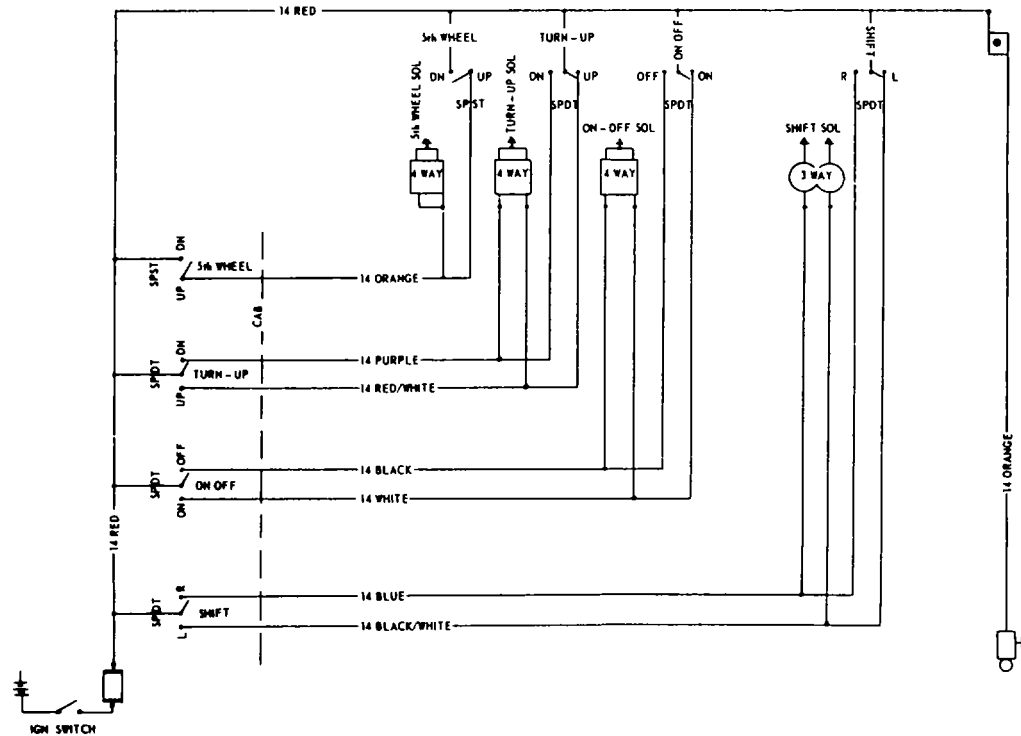 14 RED
5th WHEEL
TURN-UP
ON OFF
SHIFT
DN
UP
ON
UP
OFF
ON
R
L
SPST
SPDT
SPDT
SPDT
5th WHEEL SOL
TURN-UP SOL
ON-OFF SOL
SHIFT SOL
4 WAY
4 WAY
4 WAY
3 WAY
DN
SPST
5th WHEEL
UP
14 ORANGE
CAB
DN
SPDT
TURN-UP
UP
14 PURPLE
14 RED/WHITE
OFF
SPDT
ON OFF
ON
14 BLACK
14 WHITE
14 ORANGE
14 RED
R
SPDT
SHIFT
L
14 BLUE
14 BLACK/WHITE
IGN SWITCH